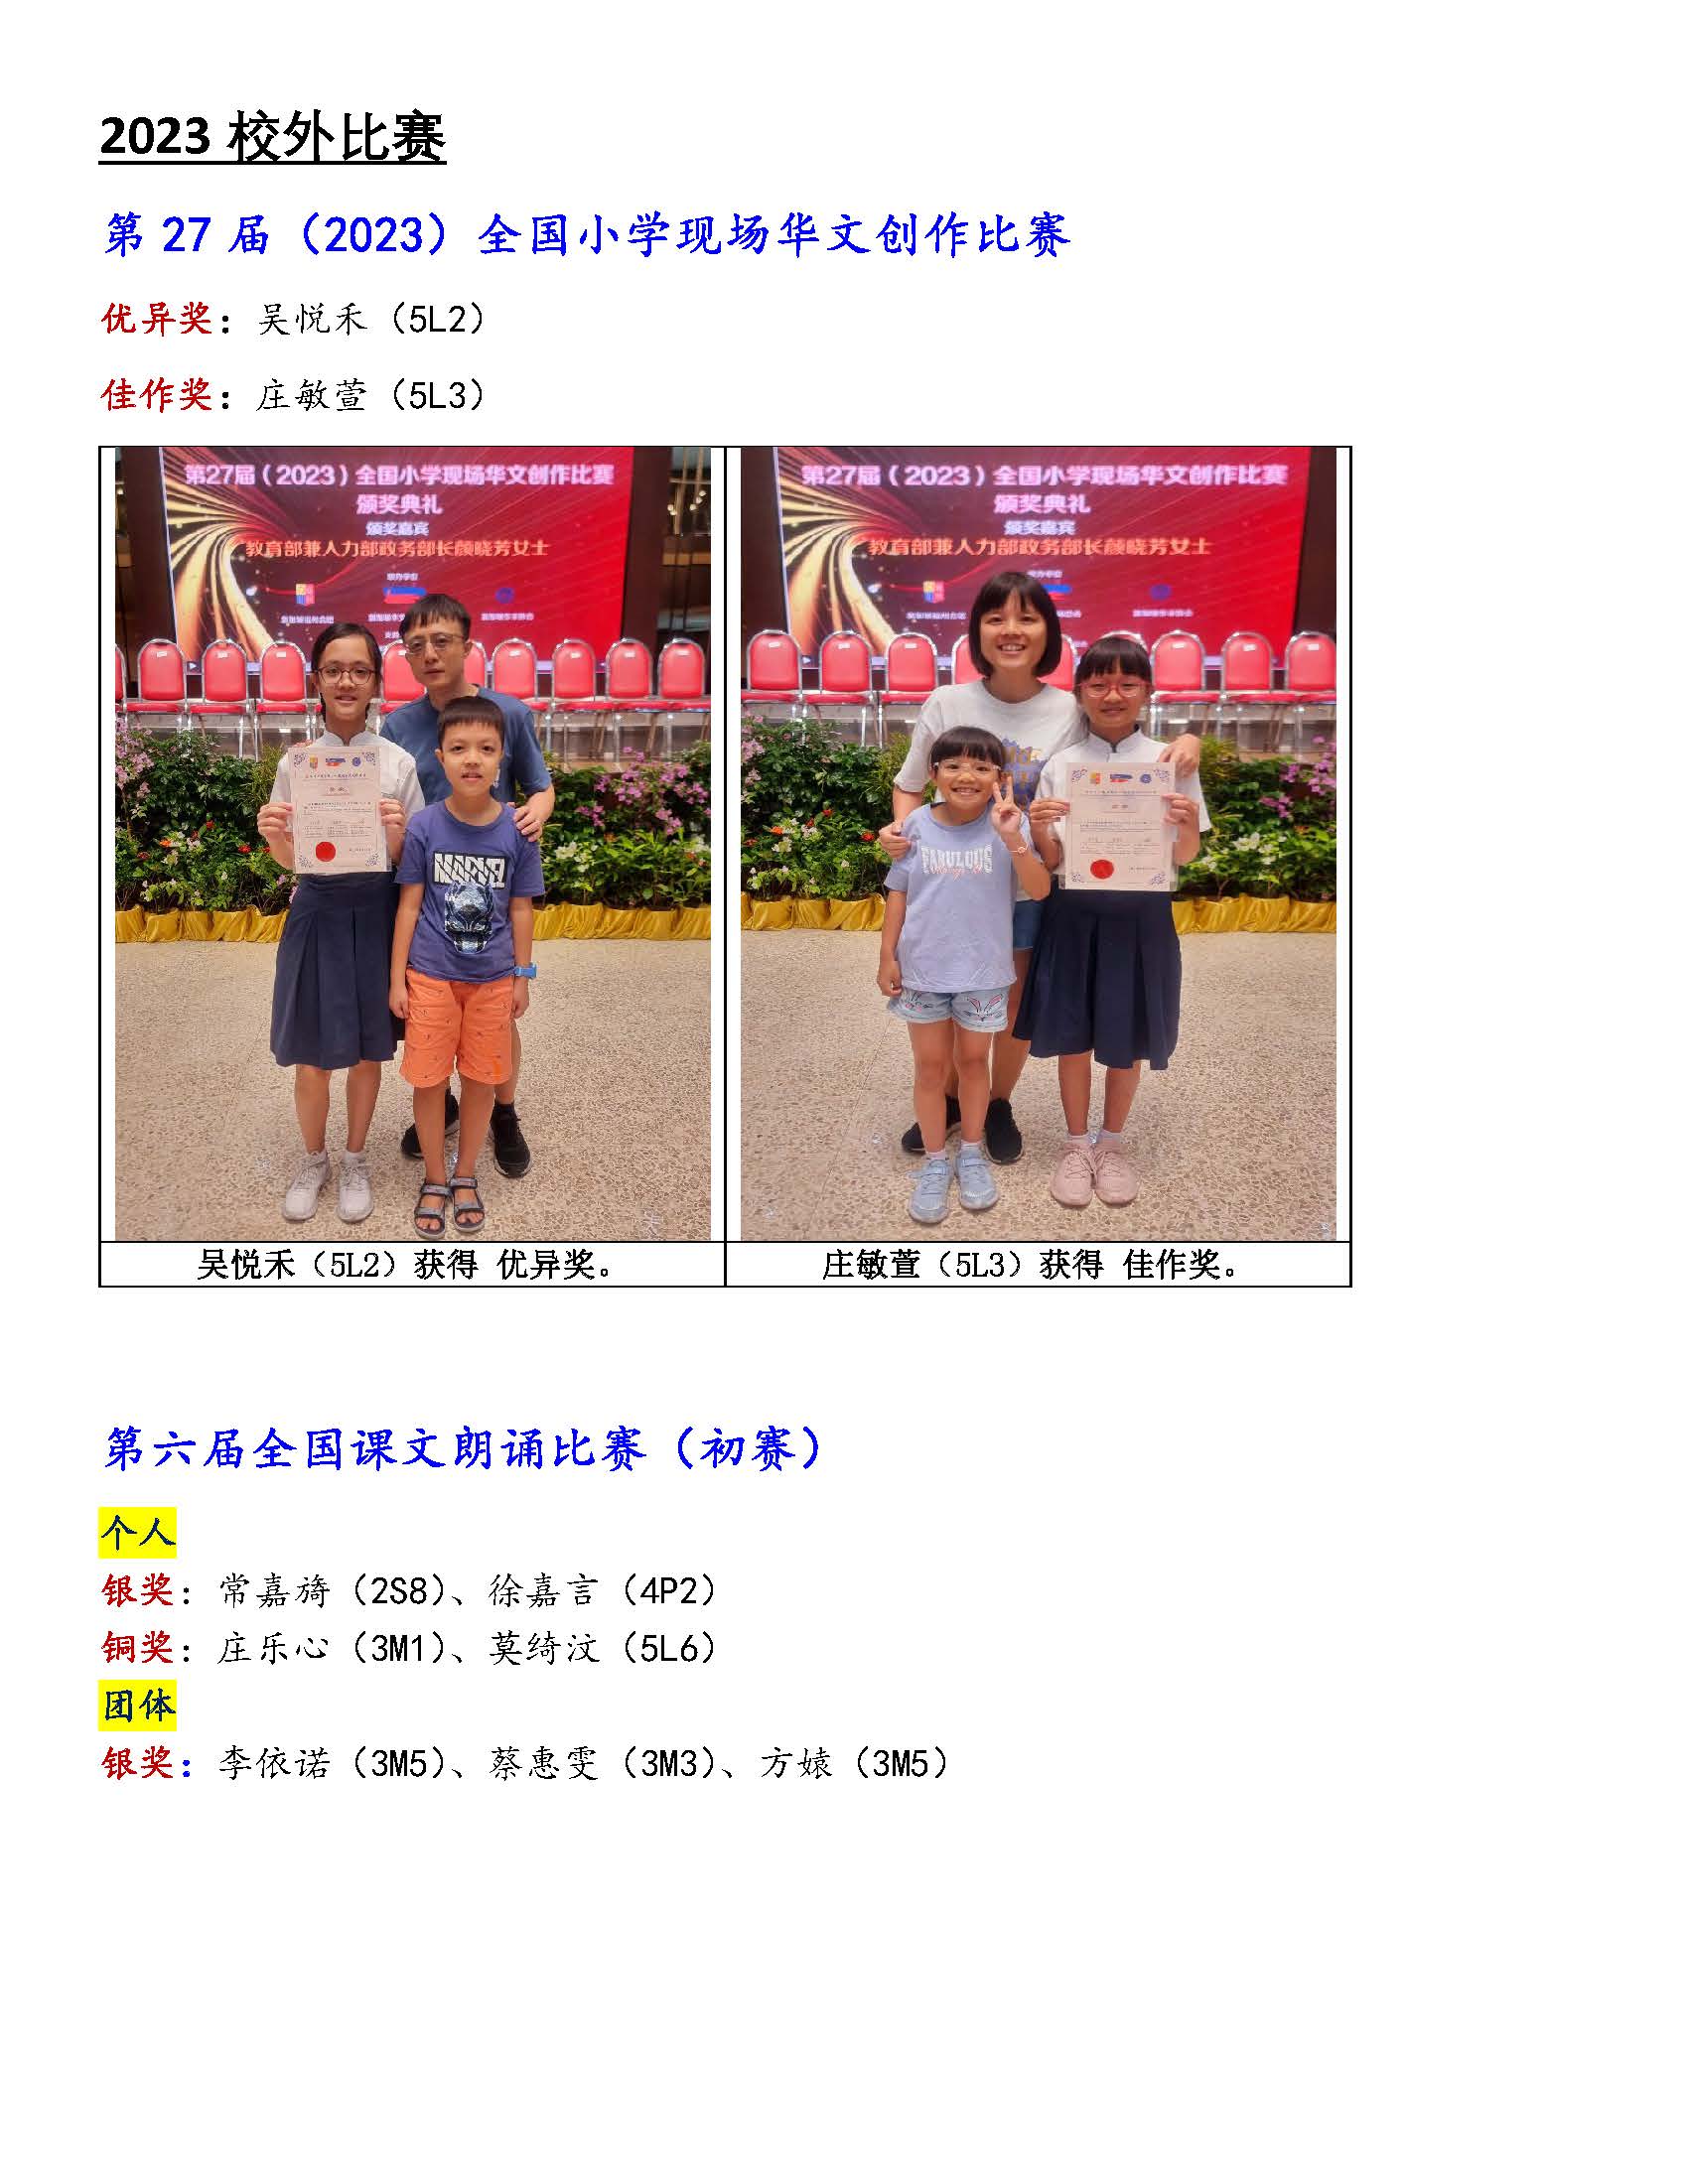 2023 校外比赛
第 27 届（2023）全国小学现场华文创作比赛
优异奖：吴悦禾（5L2）
佳作奖：庄敏萱（5L3）
第27届（2023）全国小学现场华文创作比赛
颁奖典礼
颁奖嘉宾
教育部兼人力部政务部长颜晓芳女士
第27届（2023）全国小学现场华文创作比赛
颁奖典礼
颁奖嘉宾
教育部兼人力部政务部长颜晓芳女士
FABULOUS
吴悦禾（5L2）获得 优异奖。
庄敏萱（5L3）获得 佳作奖。
第六届全国课文朗诵比赛（初赛）
个人
银奖：常嘉旖（2S8）、徐嘉言（4P2）
铜奖：庄乐心（3M1）、莫绮汶（5L6）
团体
银奖：李依诺（3M5）、蔡惠雯（3M3）、方婊（3M5）